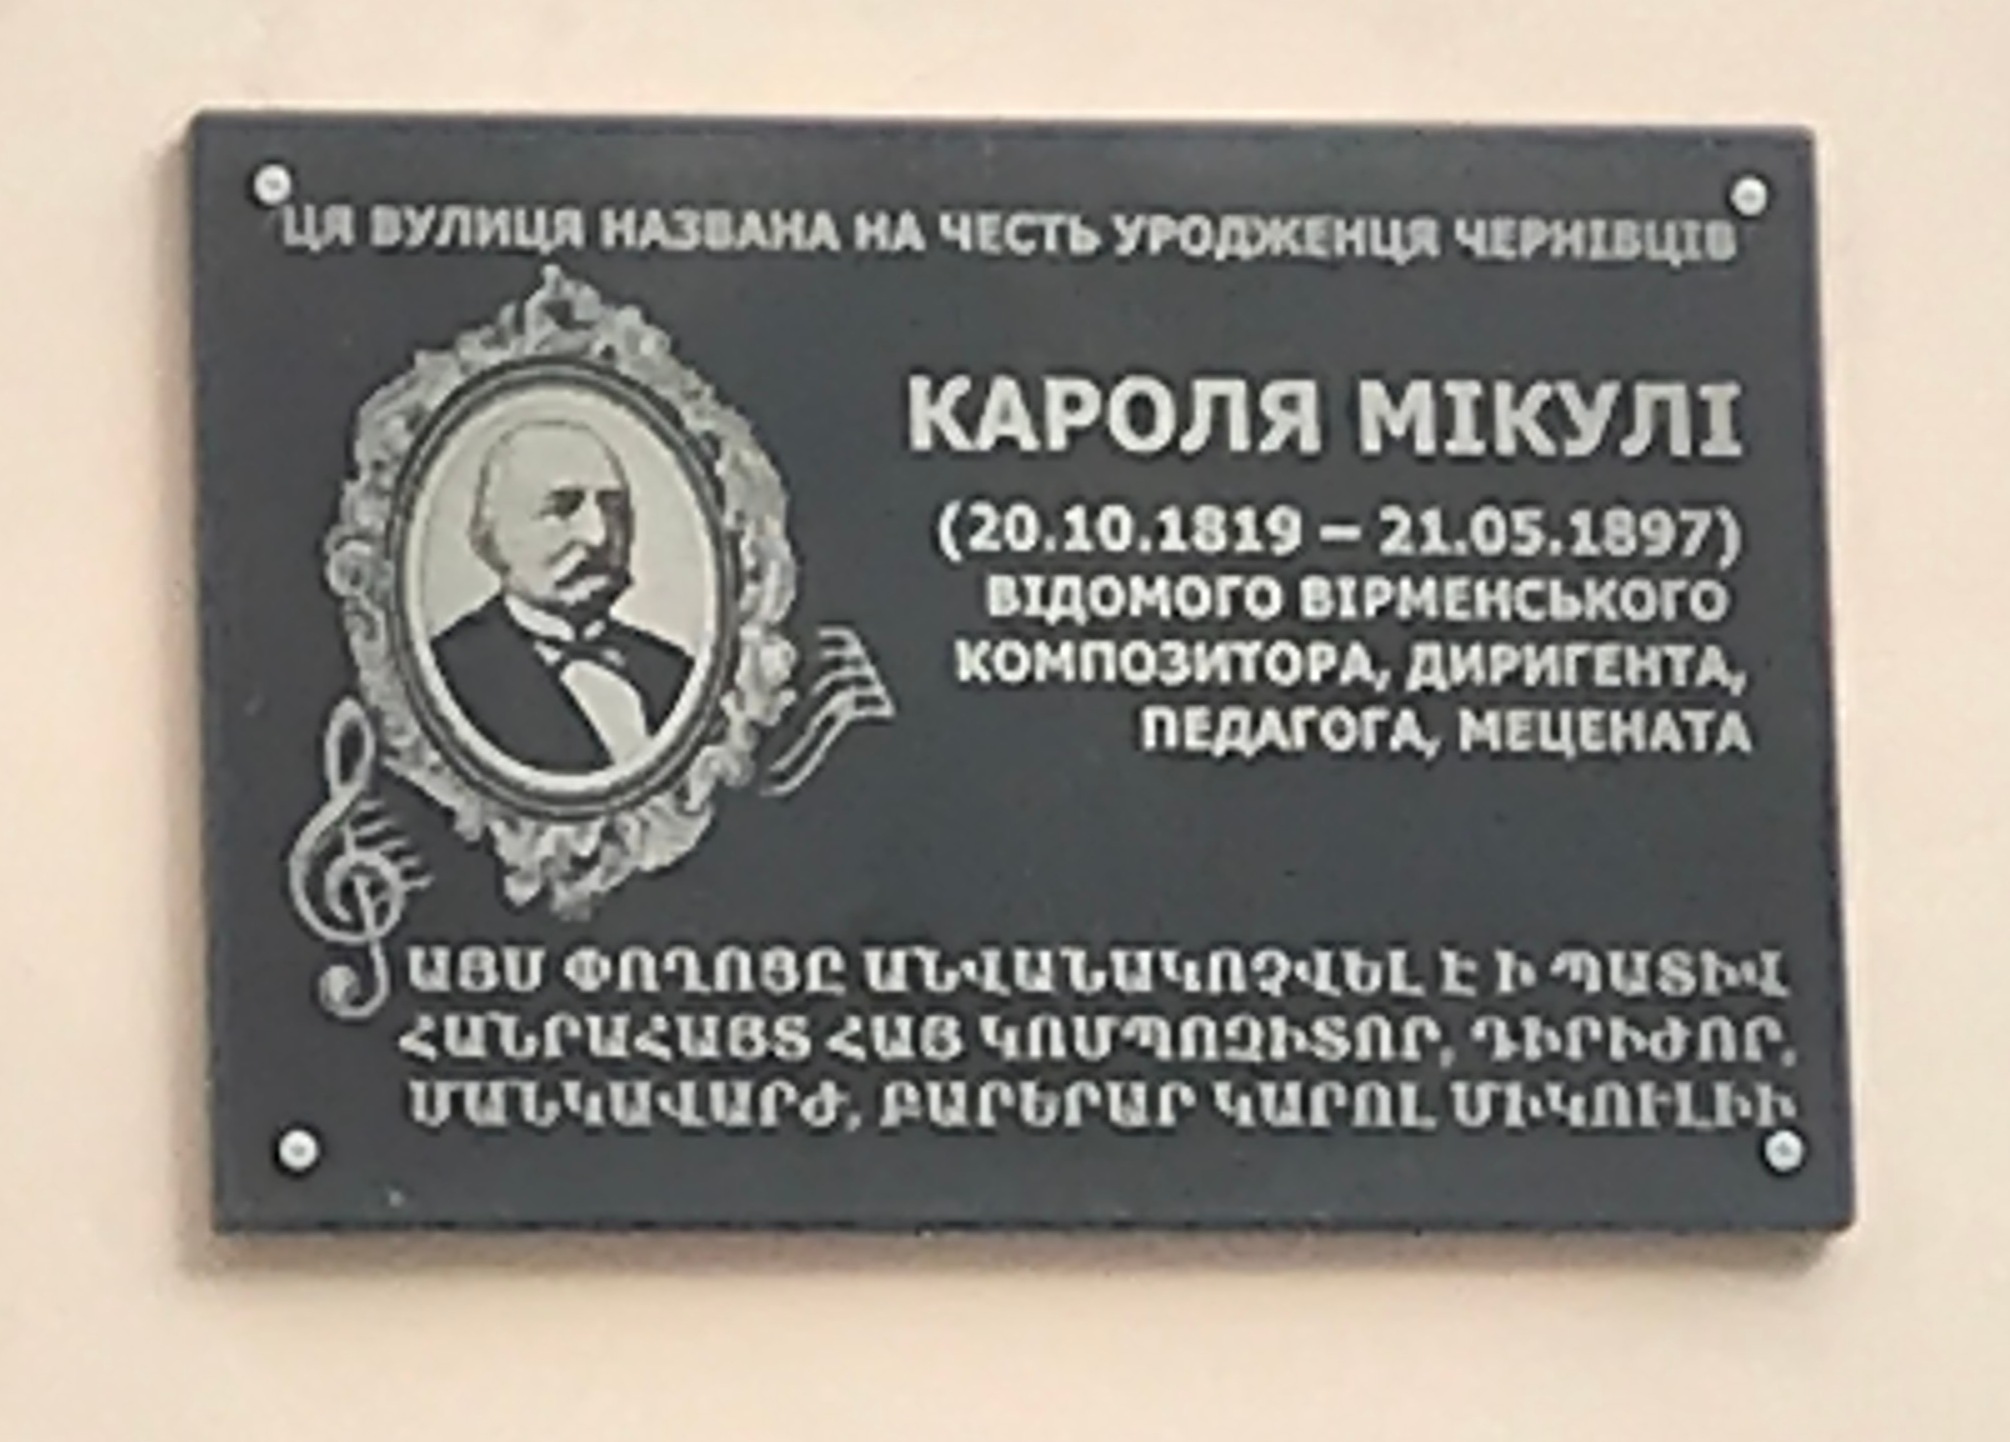 ЦЯ ВУЛИЦЯ НАЗВАНА НА ЧЕСТЬ УРОДЖЕНЦЯ ЧЕРНІВЦІВ
КАРОЛЯ МІКУЛІ
(20.10.1819 – 21.05.1897)
ВІДОМОГО ВІРМЕНСЬКОГО
КОМПОЗИТОРА, ДИРИГЕНТА,
ПЕДАГОГА, МЕЦЕНАТА
ԱՅՍ ՓՈՂՈՑԸ ԱՆՎԱՆԱԿՈՉՎԵԼ Է Ի ՊԱՏԻՎ
ՀԱՆՐԱՀԱՅՏ ՀԱՅ ԿՈՄՊՈԶԻՏՈՐ, ԴԻՐԻԺՈՐ,
ՄԱՆԿԱՎԱՐԺ, ԲԱՐԵՐԱՐ ԿԱՐՈԼ ՄԻԿՈՒԼԻԻ